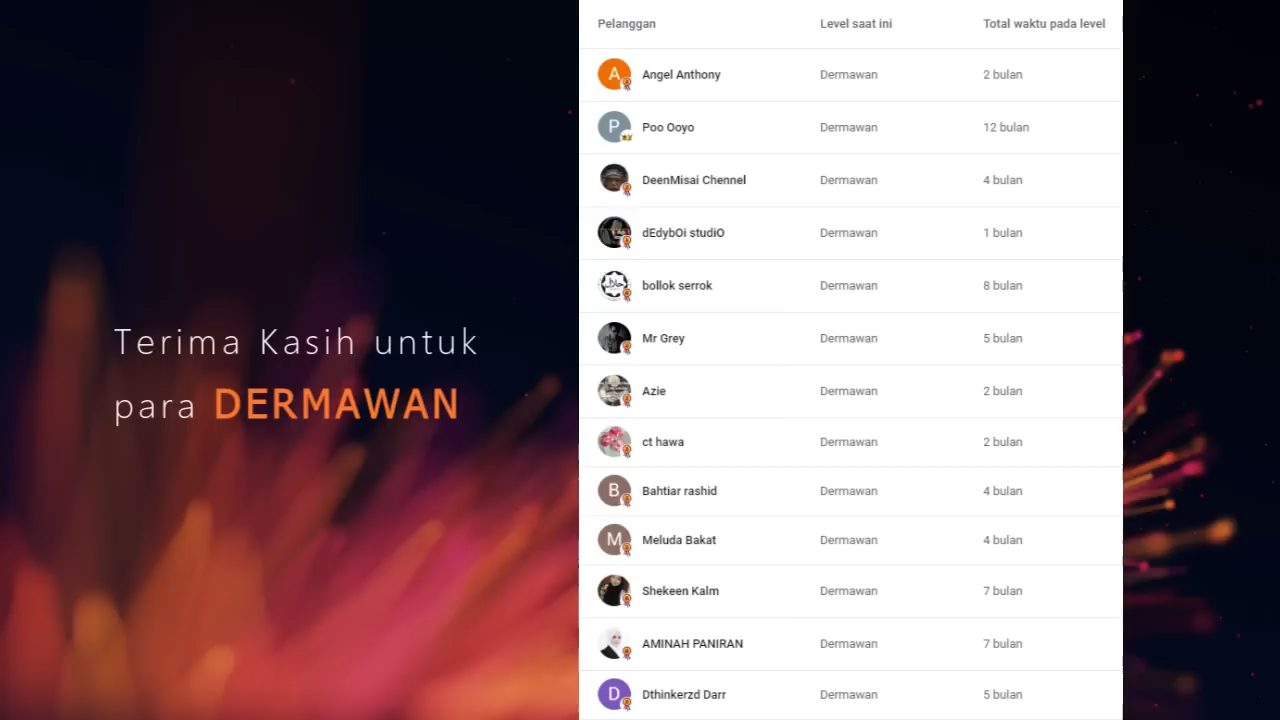 Terima Kasih untuk
para DERMAWAN
Pelanggan Level saat ini Total waktu pada level
A Angel Anthony Dermawan 2 bulan
P Poo Ooyo Dermawan 12 bulan
DeenMisai Chennel Dermawan 4 bulan
dEdybOi studiO Dermawan 1 bulan
bollok serrok Dermawan 8 bulan
Mr Grey Dermawan 5 bulan
Azie Dermawan 2 bulan
ct hawa Dermawan 2 bulan
B Bahtiar rashid Dermawan 4 bulan
M Meluda Bakat Dermawan 4 bulan
Shekeen Kalm Dermawan 7 bulan
AMINAH PANIRAN Dermawan 7 bulan
D Dthinkerzd Darr Dermawan 5 bulan